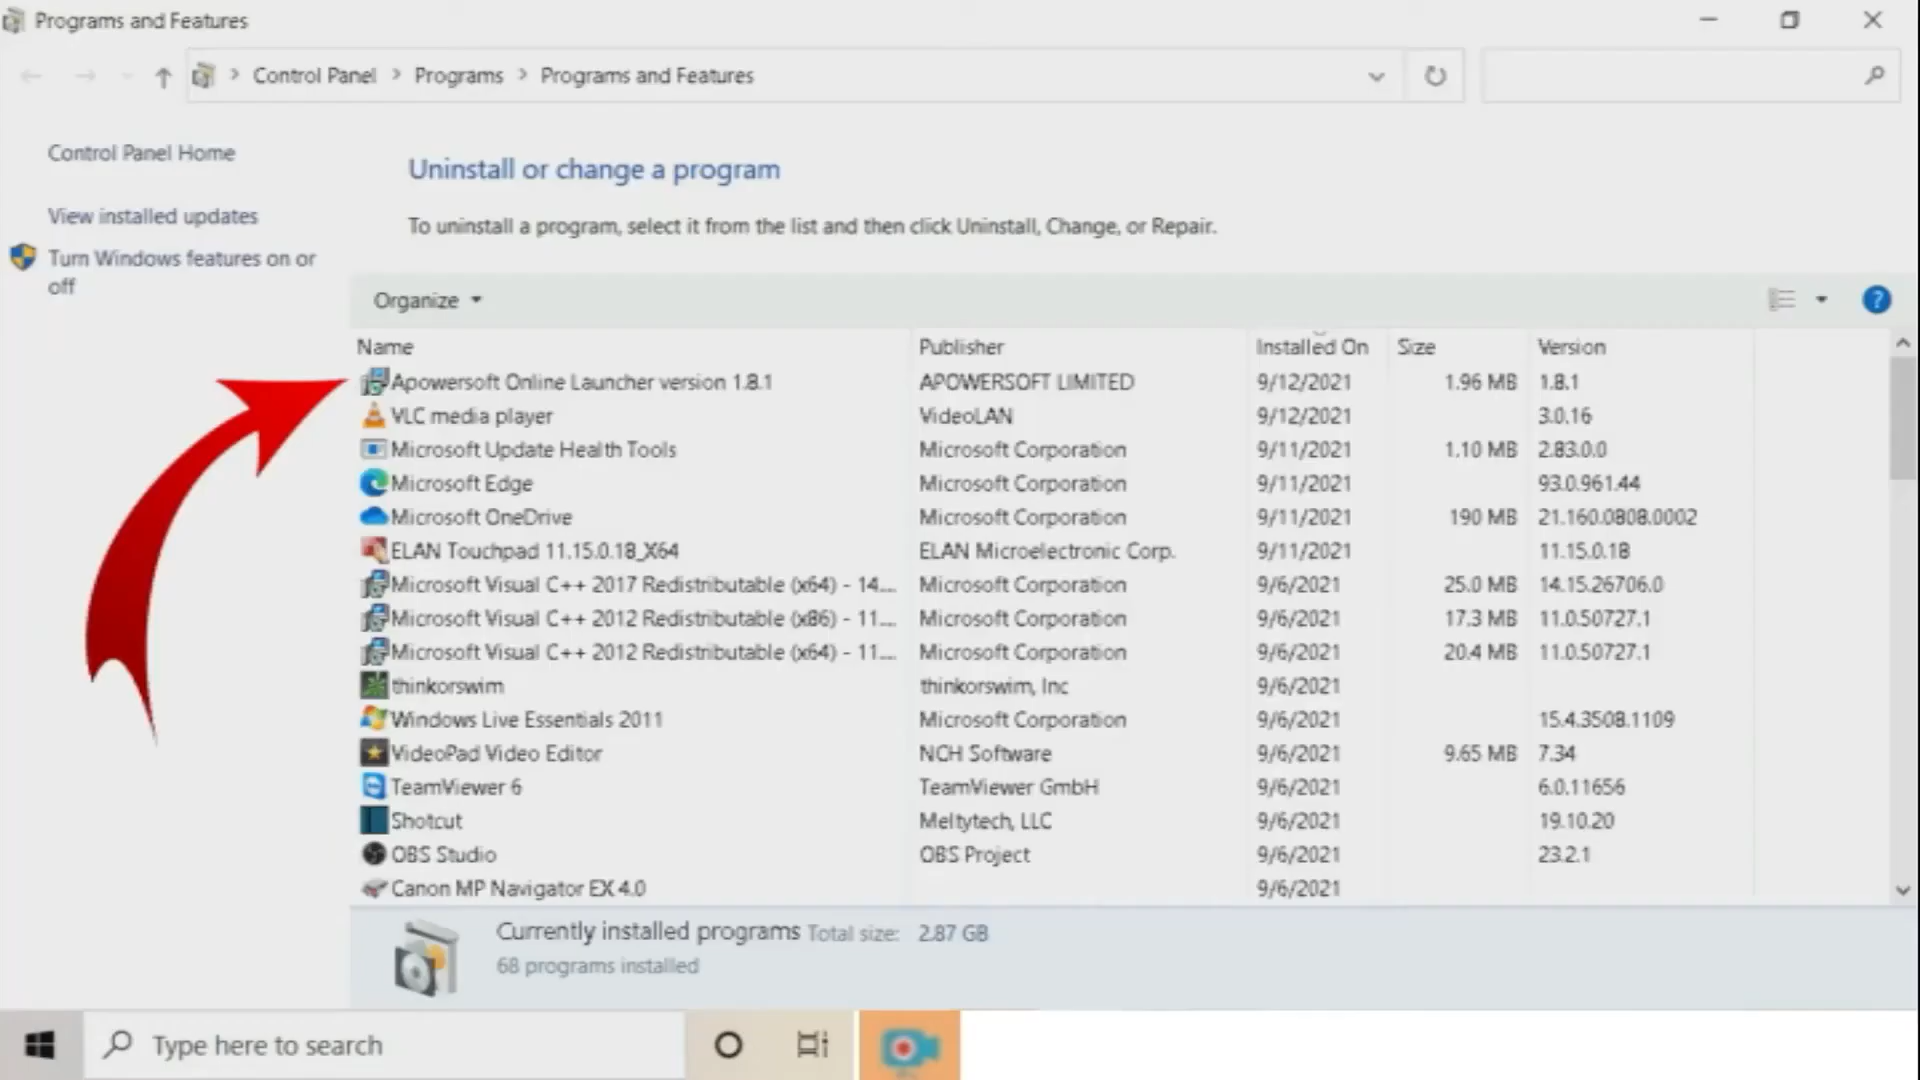 Programs and Features
Control Panel > Programs > Programs and Features
Control Panel Home
View installed updates
Turn Windows features on or
off
Uninstall or change a program
To uninstall a program, select it from the list and then click Uninstall, Change, or Repair.
Organize
Name Publisher Installed On Size Version
Apowersoft Online Launcher version 1.8.1 APOWERSOFT LIMITED 9/12/2021 1.96 MB 1.8.1
VLC media player VideoLAN 9/12/2021 3.0.16
Microsoft Update Health Tools Microsoft Corporation 9/11/2021 1.10 MB 2.83.0.0
Microsoft Edge Microsoft Corporation 9/11/2021 93.0.961.44
Microsoft OneDrive Microsoft Corporation 9/11/2021 190 MB 21.160.0808.0002
ELAN Touchpad 11.15.0.18_X64 ELAN Microelectronic Corp. 9/11/2021 11.15.0.18
Microsoft Visual C++ 2017 Redistributable (x64) - 14.... Microsoft Corporation 9/6/2021 25.0 MB 14.15.26706.0
Microsoft Visual C++ 2012 Redistributable (x86) - 11.... Microsoft Corporation 9/6/2021 17.3 MB 11.0.50727.1
Microsoft Visual C++ 2012 Redistributable (x64) - 11.... Microsoft Corporation 9/6/2021 20.4 MB 11.0.50727.1
thinkorswim thinkorswim, Inc 9/6/2021
Windows Live Essentials 2011 Microsoft Corporation 9/6/2021 15.4.3508.1109
VideoPad Video Editor NCH Software 9/6/2021 9.65 MB 7.34
TeamViewer 6 TeamViewer GmbH 9/6/2021 6.0.11656
Shotcut Meltytech, LLC 9/6/2021 19.10.20
OBS Studio OBS Project 9/6/2021 23.2.1
Canon MP Navigator EX 4.0 9/6/2021
Currently installed programs Total size: 2.87 GB
68 programs installed
Type here to search